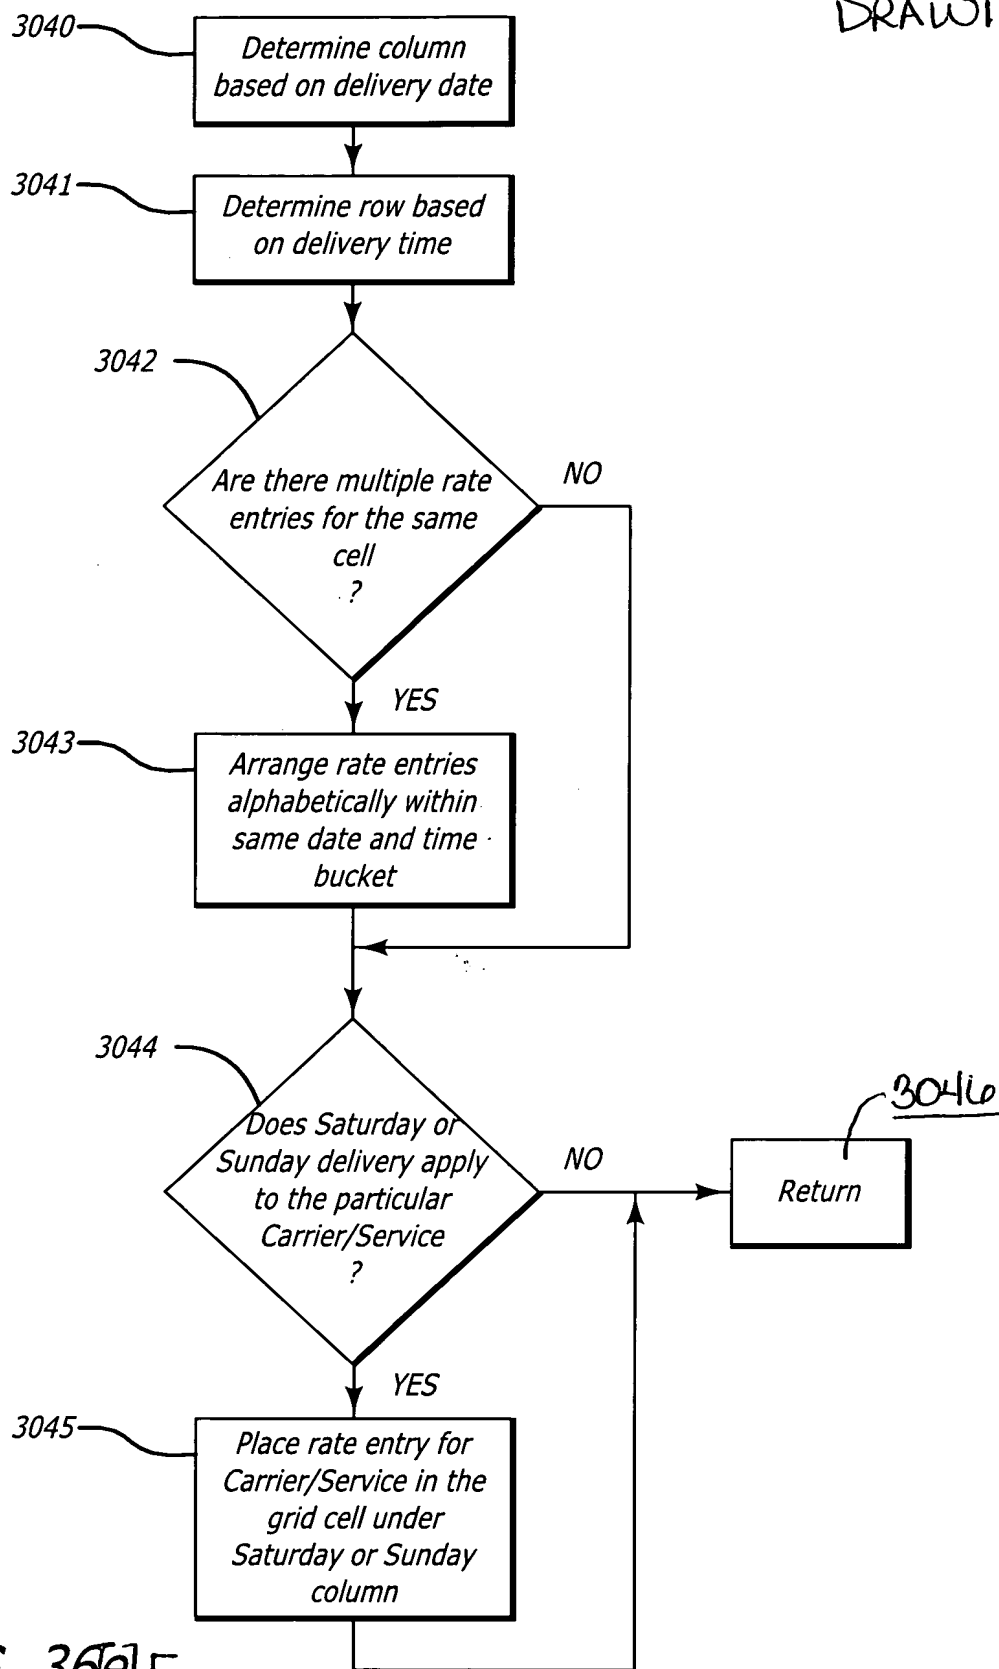 DRAWI
3040
Determine column
based on delivery date
3041
Determine row based
on delivery time
3042
Are there multiple rate
entries for the same
cell
?
NO
YES
3043
Arrange rate entries
alphabetically within
same date and time
bucket
3044
Does Saturday or
Sunday delivery apply
to the particular
Carrier/Service
?
NO
3046
Return
YES
3045
Place rate entry for
Carrier/Service in the
grid cell under
Saturday or Sunday
column